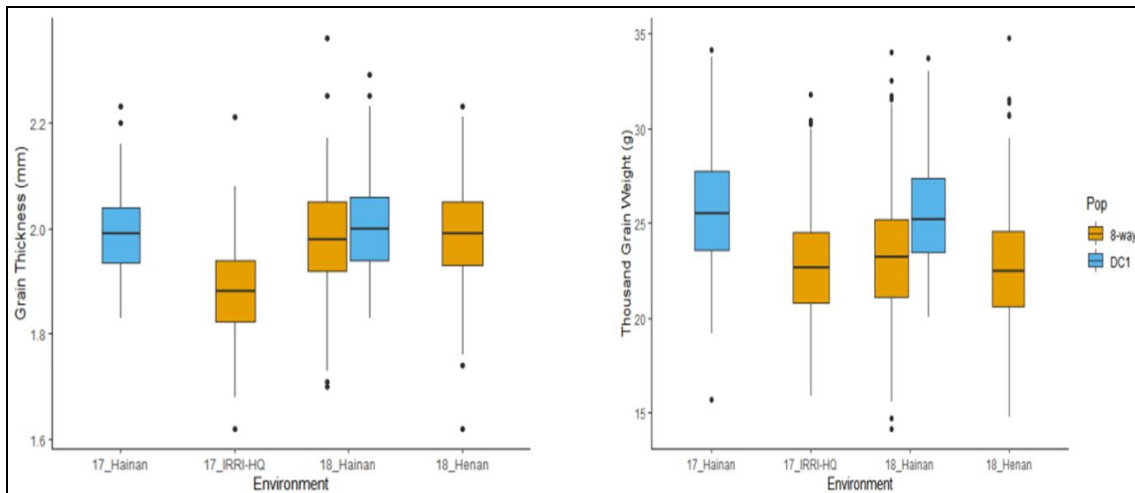 Grain Thickness (mm)
2.2
2.0
1.8
1.6
17_Hainan
17_IRRI-HQ
18_Hainan
18_Henan
Environment
Thousand Grain Weight (g)
35
30
25
20
15
17_Hainan
17_IRRI-HQ
18_Hainan
18_Henan
Environment
Pop
8-way
DC1